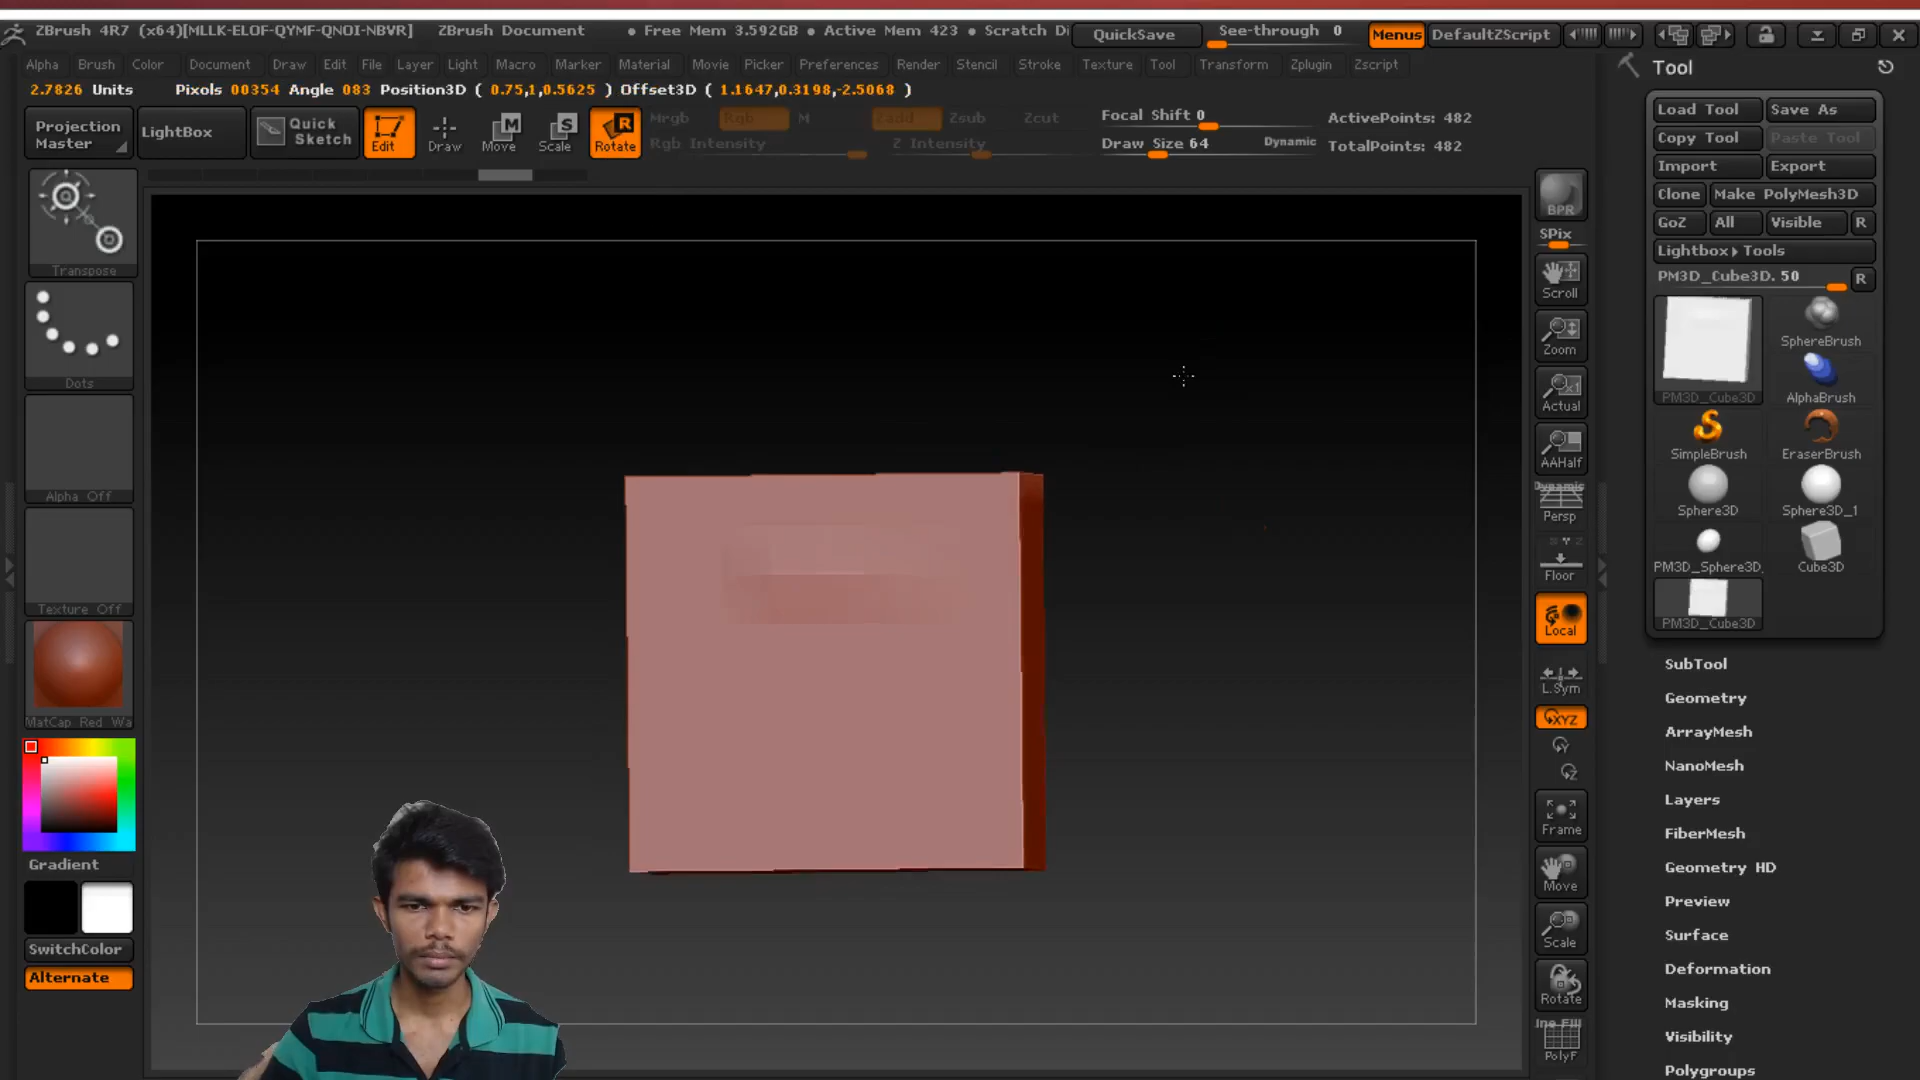 ZBrush 4R7 (x64)[MLLK-ELOF-QYMF-QNOI-NBVR] ZBrush Document • Free Mem 3.592GB • Active Mem 423 • Scratch Di QuickSave See-through 0 Menus DefaultZScript
Alpha Brush Color Document Draw Edit File Layer Light Macro Marker Material Movie Picker Preferences Render Stencil Stroke Texture Tool Transform Zplugin Zscript
2.7826 Units Pixols 00354 Angle 083 Position3D ( 0.75,1,0.5625 ) Offset3D ( 1.1647,0.3198,-2.5068 )
Projection Master
LightBox
Quick Sketch
Edit
Draw
M
Move
S
Scale
R
Rotate
Mrgb Rgb M Zadd Zsub Zcut
Rgb Intensity Z Intensity
Focal Shift 0
Draw Size 64 Dynamic
ActivePoints: 482
TotalPoints: 482
Transpose
Dots
Alpha Off
Texture Off
MatCap Red Wa
Gradient
SwitchColor
Alternate
BPR
SPix
Scroll
Zoom
Actual
AAHalf
Dynamic
Persp
Floor
Local
L.Sym
XYZ
Y
Z
Frame
Move
Scale
Rotate
ine Fill
PolyF
Tool
Load Tool Save As
Copy Tool Paste Tool
Import Export
Clone Make PolyMesh3D
GoZ All Visible R
Lightbox Tools
PM3D_Cube3D. 50 R
PM3D_Cube3D SphereBrush
AlphaBrush
SimpleBrush EraserBrush
Sphere3D Sphere3D_1
PM3D_Sphere3D_ Cube3D
PM3D_Cube3D
SubTool
Geometry
ArrayMesh
NanoMesh
Layers
FiberMesh
Geometry HD
Preview
Surface
Deformation
Masking
Visibility
Polygroups